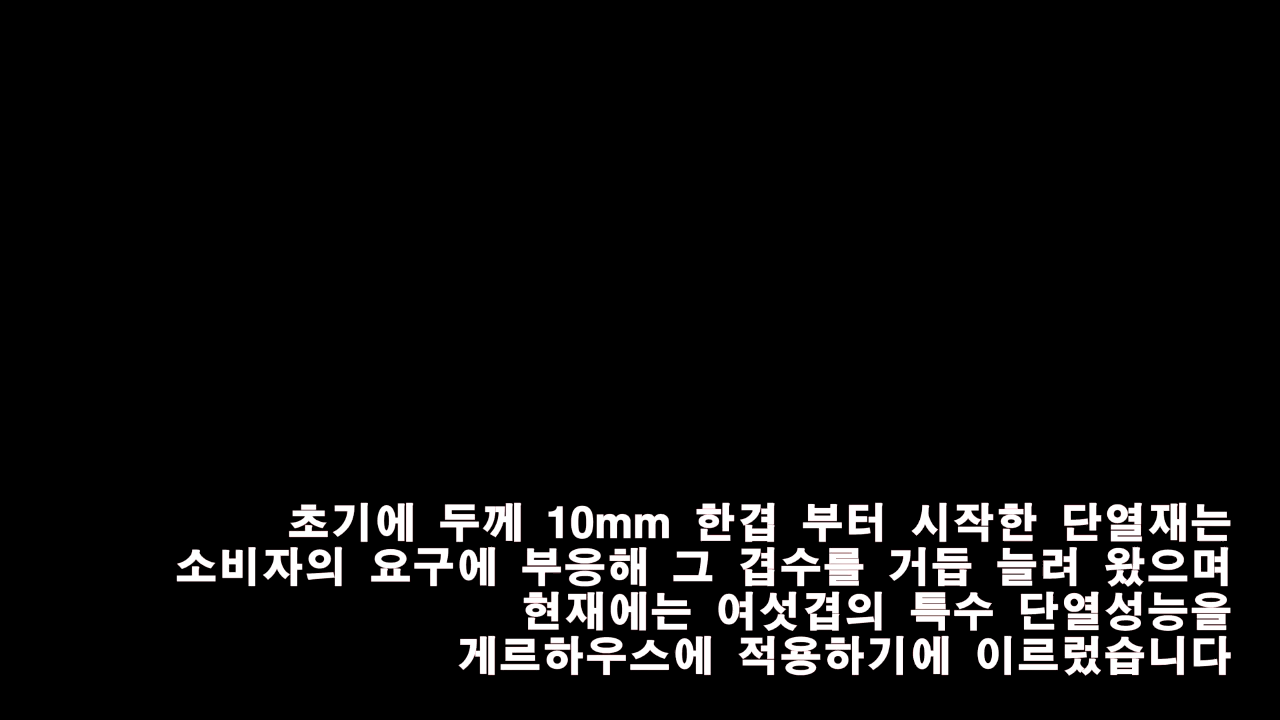 초기에 두께 10mm 한겹 부터 시작한 단열재는
소비자의 요구에 부응해 그 겹수를 거듭 늘려 왔으며
현재에는 여섯겹의 특수 단열성능을
게르하우스에 적용하기에 이르렀습니다